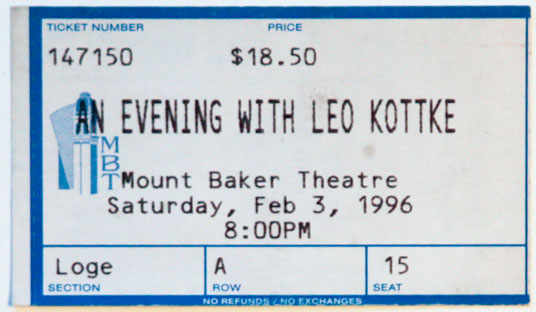 TICKET NUMBER PRICE
147150 $18.50
AN EVENING WITH LEO KOTTKE
MBT
Mount Baker Theatre
Saturday, Feb 3, 1996
8:00PM
Loge A 15
SECTION ROW SEAT
NO REFUNDS / NO EXCHANGES